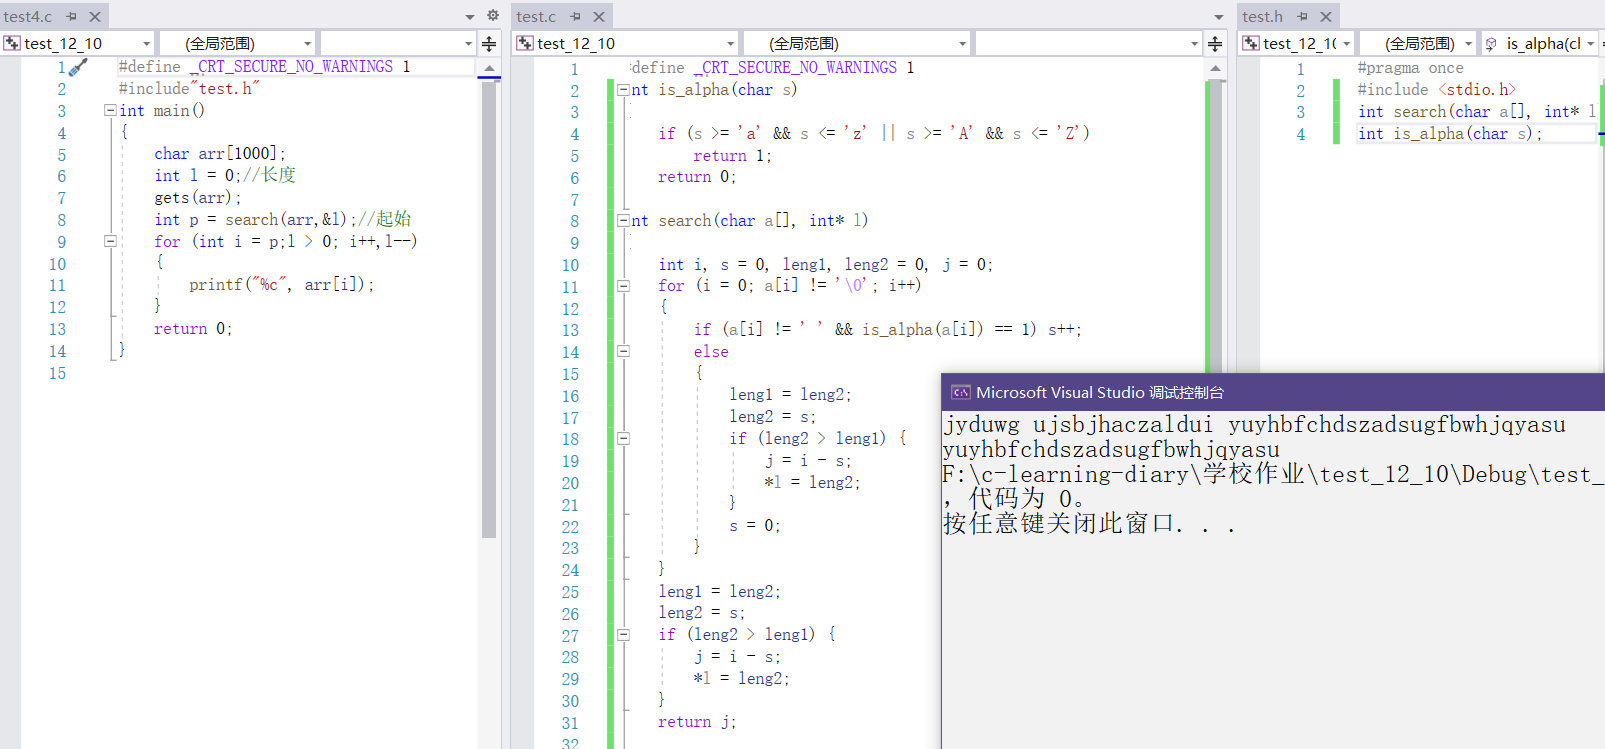 test4.c
test_12_10
(全局范围)
1 #define _CRT_SECURE_NO_WARNINGS 1
2 #include"test.h"
3 int main()
4 {
5 char arr[1000];
6 int l = 0;//长度
7 gets(arr);
8 int p = search(arr,&l);//起始
9 for (int i = p;l > 0; i++,l--)
10 {
11 printf("%c", arr[i]);
12 }
13 return 0;
14 }
15
test.c
test_12_10
(全局范围)
1 define _CRT_SECURE_NO_WARNINGS 1
2 nt is_alpha(char s)
3
4 if (s >= 'a' && s <= 'z' || s >= 'A' && s <= 'Z')
5 return 1;
6 return 0;
7
8 nt search(char a[], int* l)
9
10 int i, s = 0, leng1, leng2 = 0, j = 0;
11 for (i = 0; a[i] != '\0'; i++)
12 {
13 if (a[i] != ' ' && is_alpha(a[i]) == 1) s++;
14 else
15 {
16 leng1 = leng2;
17 leng2 = s;
18 if (leng2 > leng1) {
19 j = i - s;
20 *l = leng2;
21 }
22 s = 0;
23 }
24 }
25 leng1 = leng2;
26 leng2 = s;
27 if (leng2 > leng1) {
28 j = i - s;
29 *l = leng2;
30 }
31 return j;
32
test.h
test_12_1(
(全局范围)
is_alpha(cl
1 #pragma once
2 #include <stdio.h>
3 int search(char a[], int* l
4 int is_alpha(char s);
Microsoft Visual Studio 调试控制台
jyduwg ujsbjhaczaldui yuyhbfchdszadsugfbwhjqyasu
yuyhbfchdszadsugfbwhjqyasu
F:\c-learning-diary\学校作业\test_12_10\Debug\test_
，代码为 0。
按任意键关闭此窗口. . .